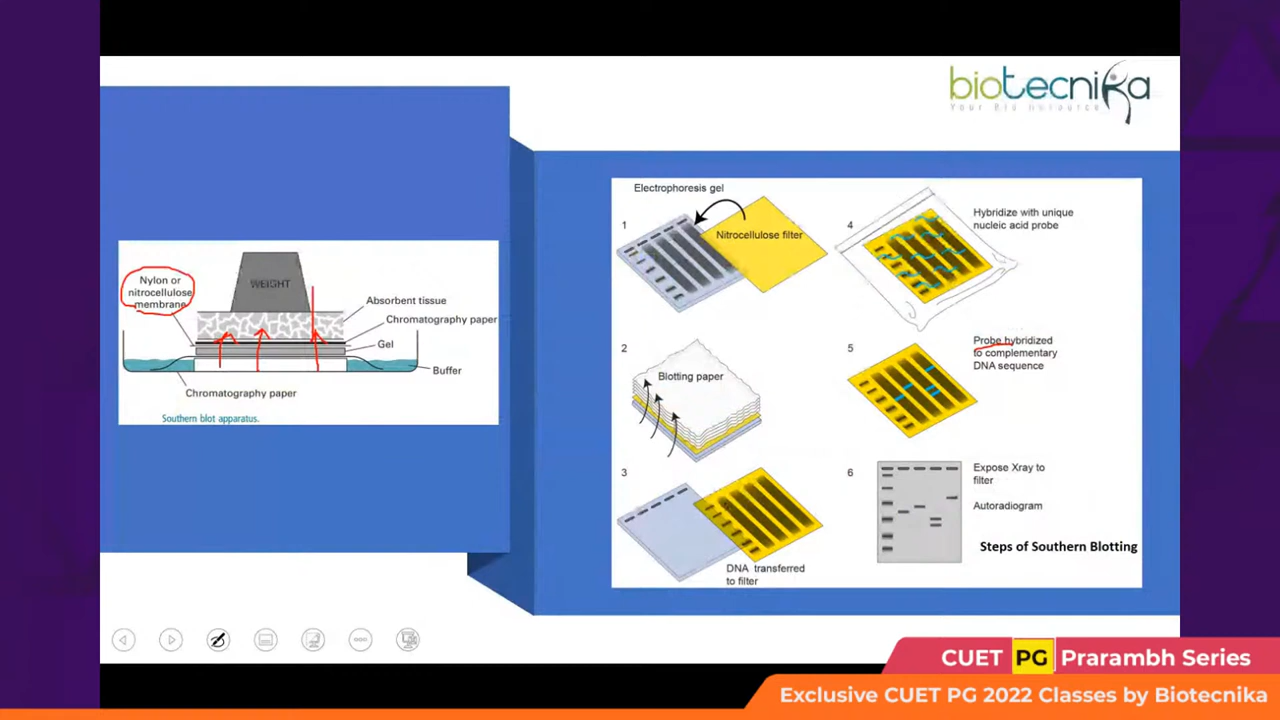 biotecnika
Your Bio Resource
Nylon or
nitrocellulose
membrane
WEIGHT
Absorbent tissue
Chromatography paper
Gel
Buffer
Chromatography paper
Southern blot apparatus.
Electrophoresis gel
1
Nitrocellulose filter
2
Blotting paper
3
DNA transferred
to filter
4
Hybridize with unique
nucleic acid probe
5
Probe hybridized
to complementary
DNA sequence
6
Expose Xray to
filter
Autoradiogram
Steps of Southern Blotting
CUET PG Prarambh Series
Exclusive CUET PG 2022 Classes by Biotecnika